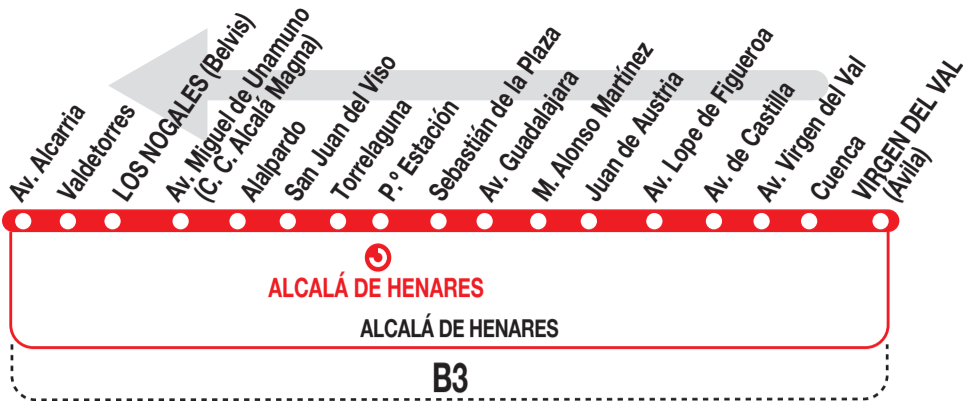 Av. Alcarria
Valdetorres
LOS NOGALES (Belvis)
Av. Miguel de Unamuno
(C. C. Alcalá Magna)
Alalpardo
San Juan del Viso
Torrelaguna
P.º Estación
Sebastián de la Plaza
Av. Guadalajara
M. Alonso Martínez
Juan de Austria
Av. Lope de Figueroa
Av. de Castilla
Av. Virgen del Val
Cuenca
VIRGEN DEL VAL
(Ávila)
ALCALÁ DE HENARES
ALCALÁ DE HENARES
B3